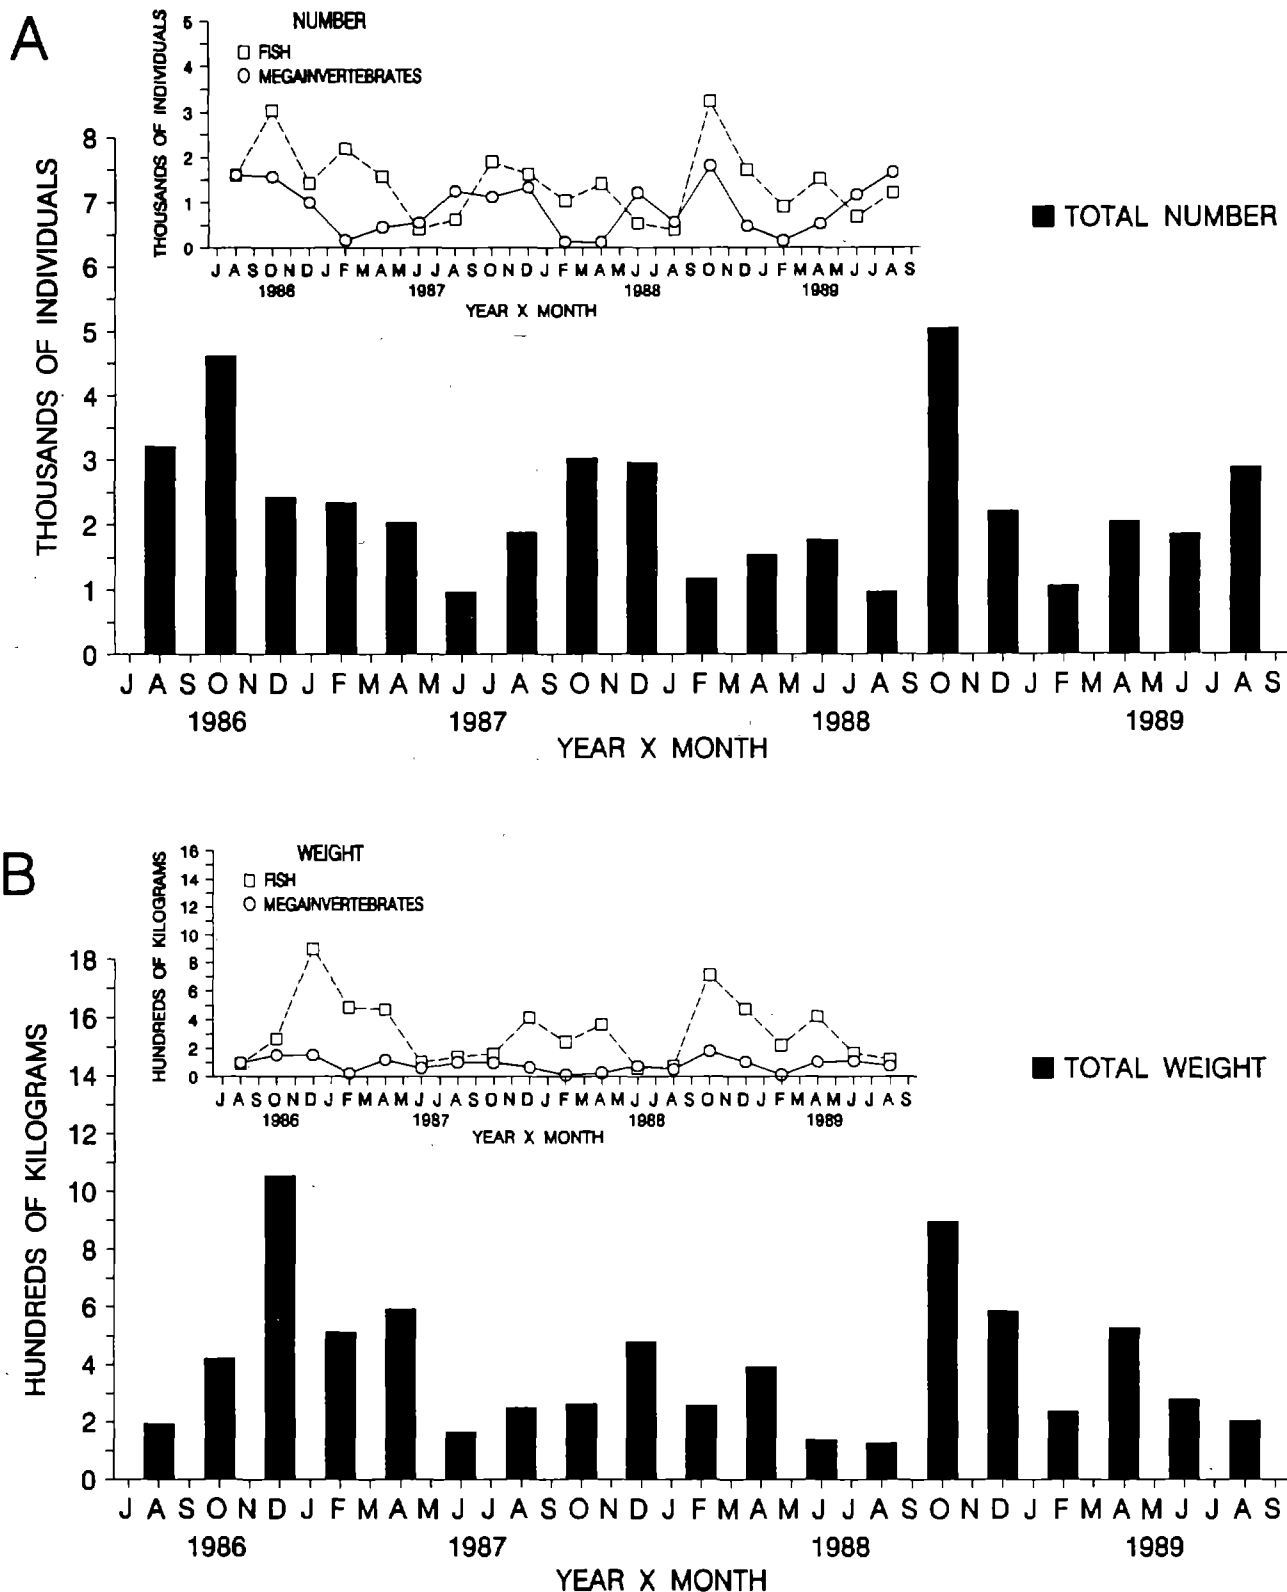 A
NUMBER
FISH
MEGAINVERTEBRATES
THOUSANDS OF INDIVIDUALS
5
4
3
2
1
0
J A S O N D J F M A M J J A S O N D J F M A M J J A S O N D J F M A M J J A S
1986 1987 1988 1989
YEAR X MONTH
TOTAL NUMBER
THOUSANDS OF INDIVIDUALS
8
7
6
5
4
3
2
1
0
J A S O N D J F M A M J J A S O N D J F M A M J J A S O N D J F M A M J J A S
1986 1987 1988 1989
YEAR X MONTH
B
WEIGHT
FISH
MEGAINVERTEBRATES
HUNDREDS OF KILOGRAMS
16
14
12
10
8
6
4
2
0
J A S O N D J F M A M J J A S O N D J F M A M J J A S O N D J F M A M J J A S
1986 1987 1988 1989
YEAR X MONTH
TOTAL WEIGHT
HUNDREDS OF KILOGRAMS
18
16
14
12
10
8
6
4
2
0
J A S O N D J F M A M J J A S O N D J F M A M J J A S O N D J F M A M J J A S
1986 1987 1988 1989
YEAR X MONTH